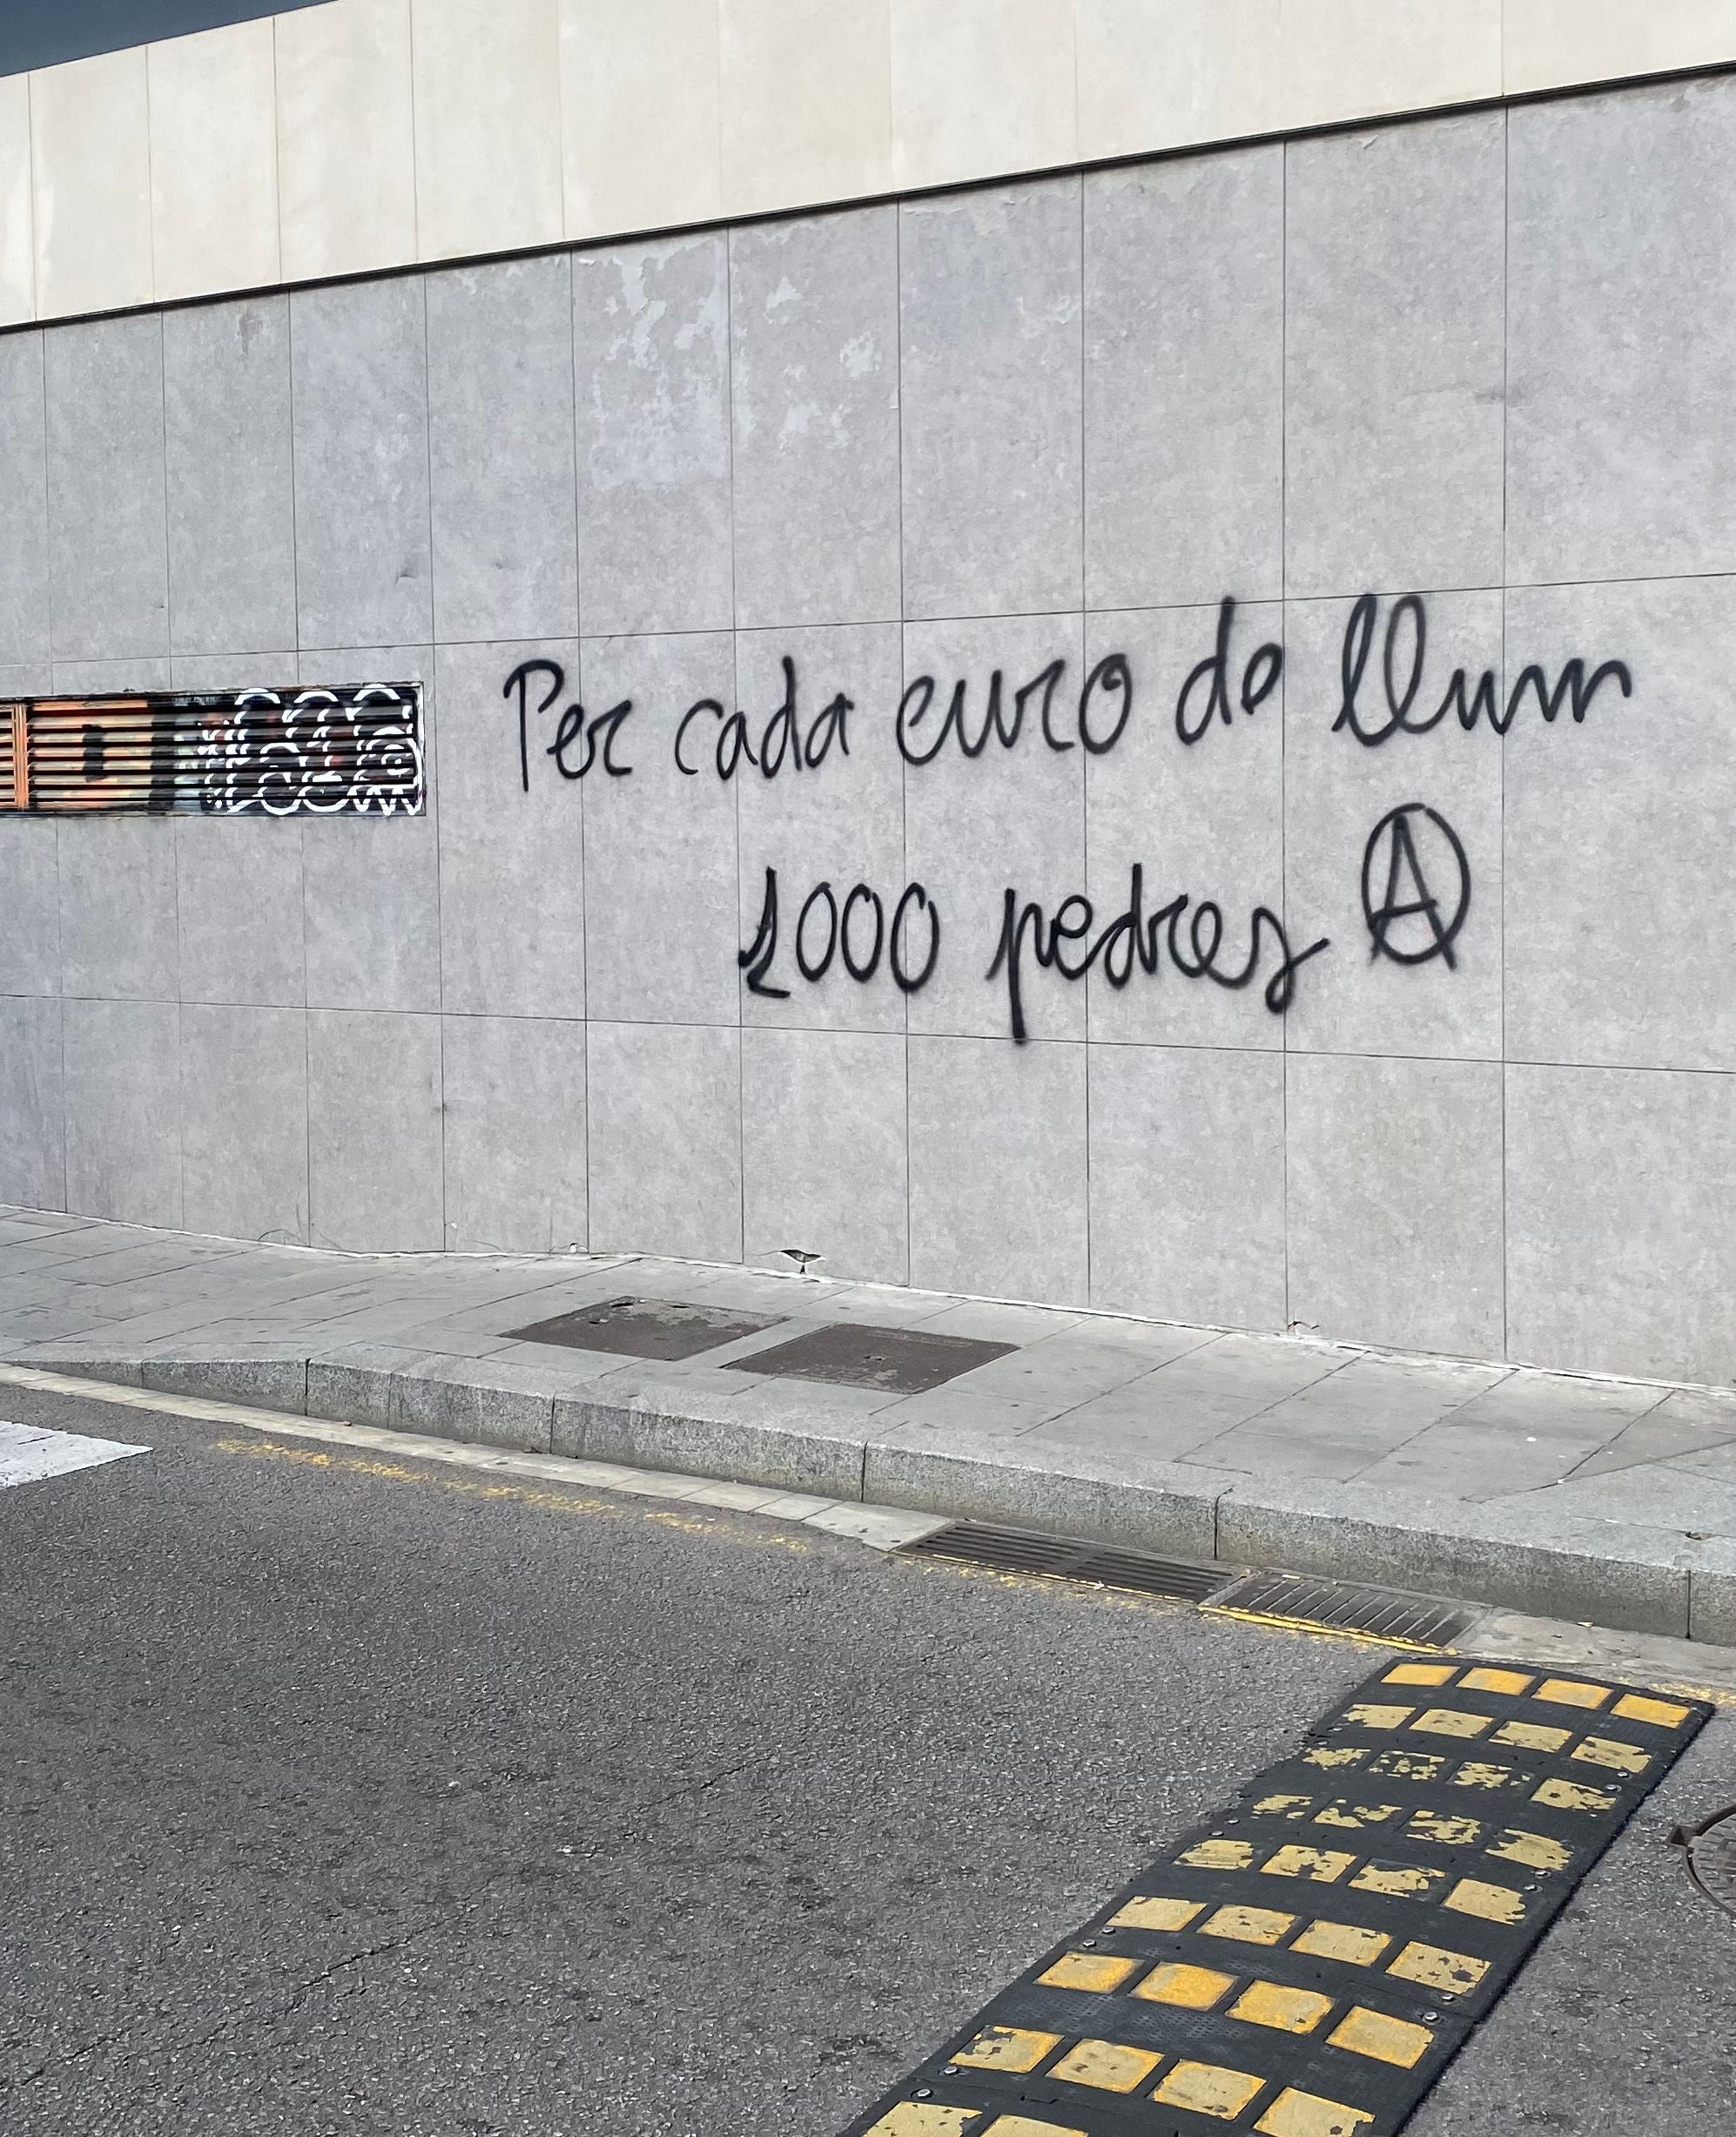 Per cada euro de llum
1000 pedres Ⓐ